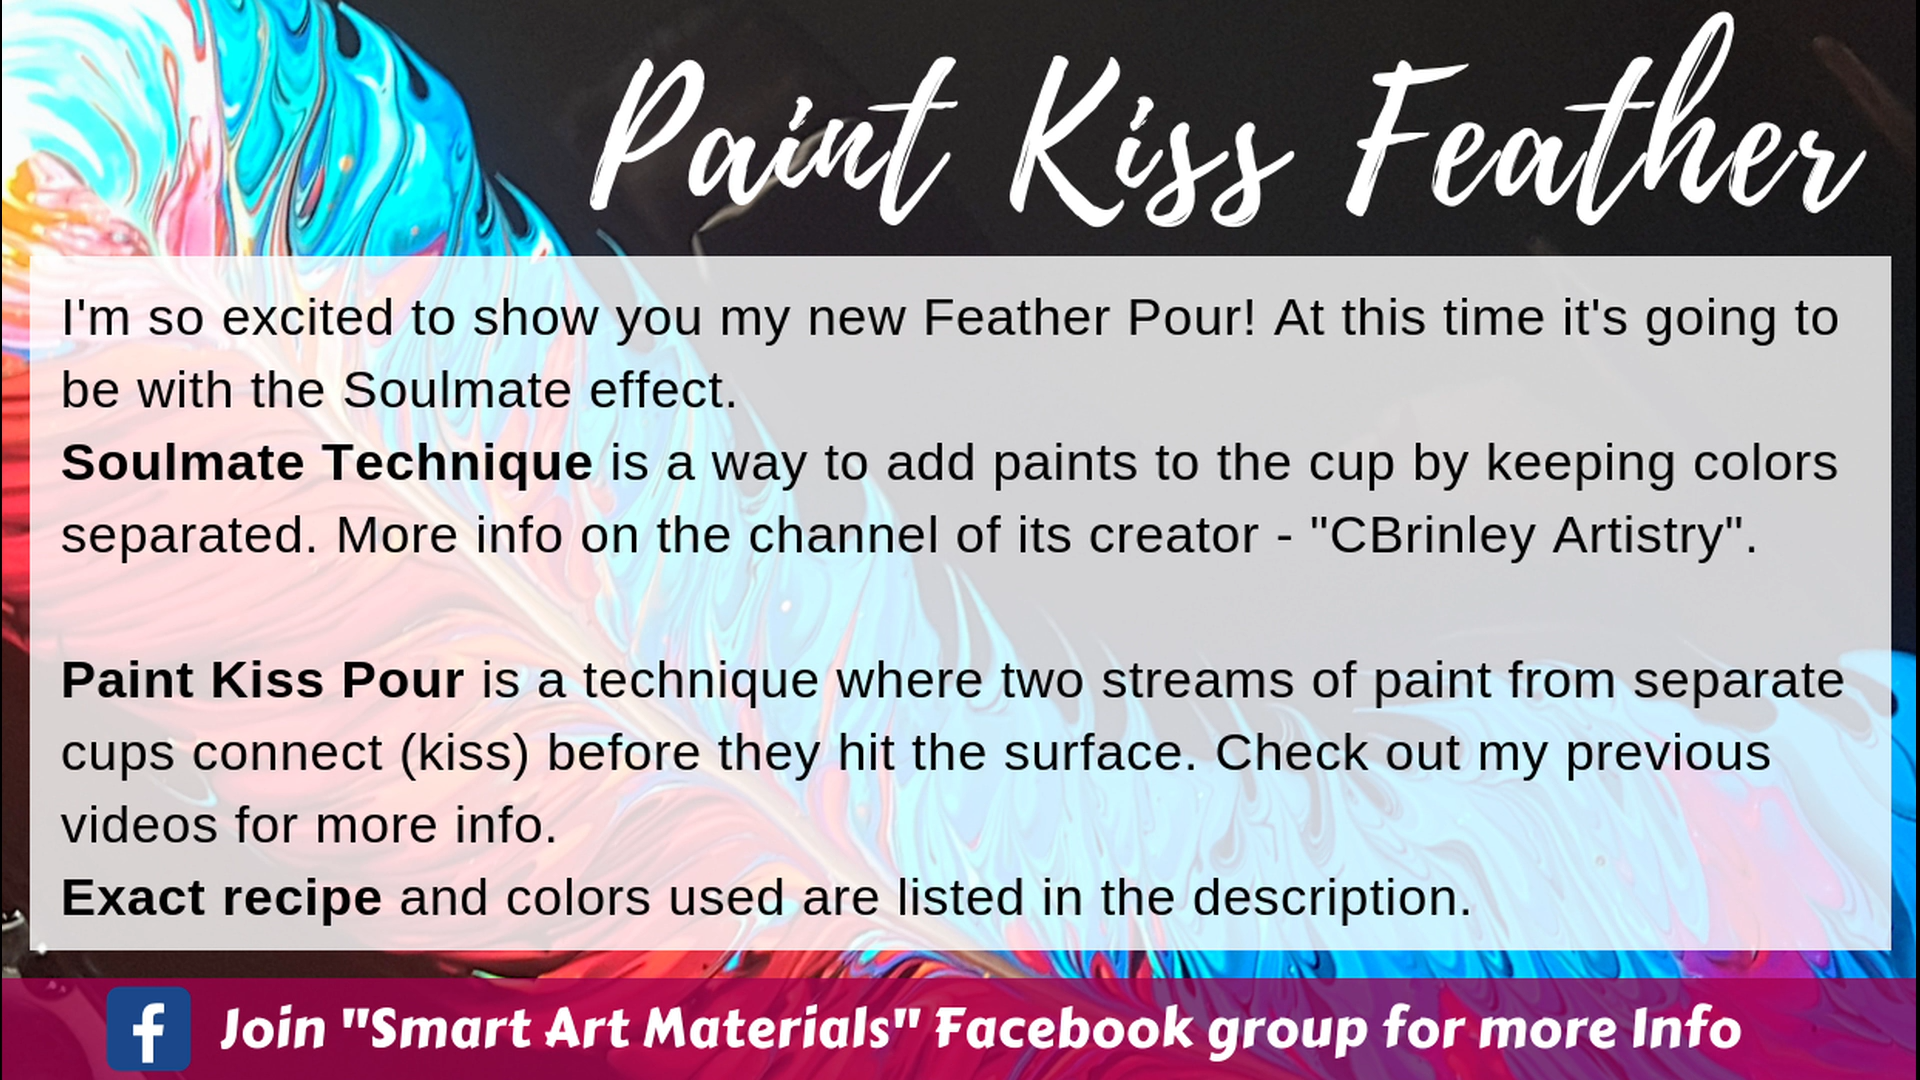 Paint Kiss Feather
I'm so excited to show you my new Feather Pour! At this time it's going to
be with the Soulmate effect.
Soulmate Technique is a way to add paints to the cup by keeping colors
separated. More info on the channel of its creator - "CBrinley Artistry".
Paint Kiss Pour is a technique where two streams of paint from separate
cups connect (kiss) before they hit the surface. Check out my previous
videos for more info.
Exact recipe and colors used are listed in the description.
f Join "Smart Art Materials" Facebook group for more Info